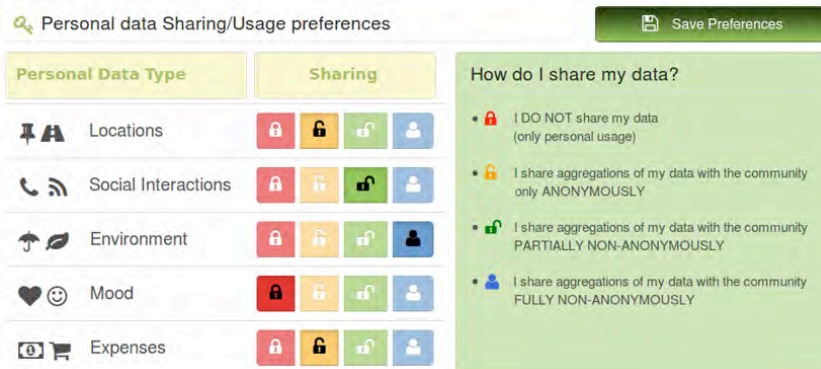 Personal data Sharing/Usage preferences
Save Preferences
Personal Data Type
Sharing
Locations
Social Interactions
Environment
Mood
Expenses
How do I share my data?
I DO NOT share my data
(only personal usage)
I share aggregations of my data with the community
only ANONYMOUSLY
I share aggregations of my data with the community
PARTIALLY NON-ANONYMOUSLY
I share aggregations of my data with the community
FULLY NON-ANONYMOUSLY